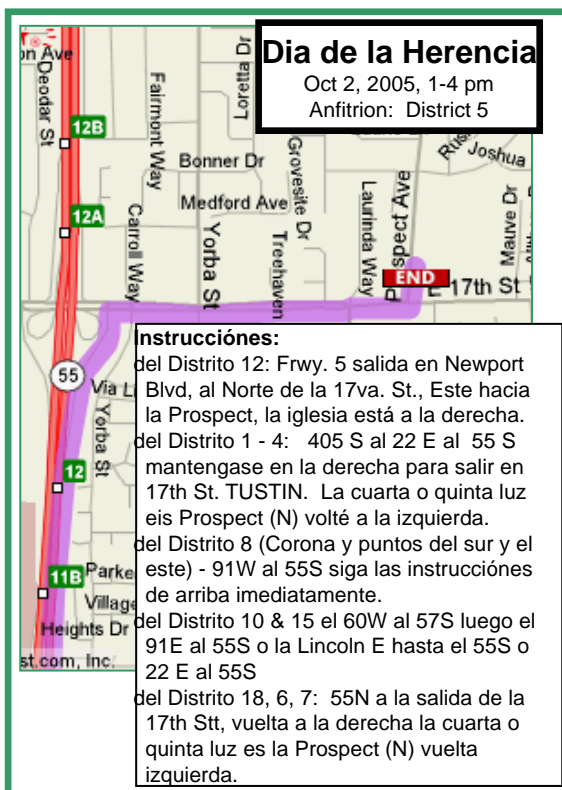 Dia de la Herencia
Oct 2, 2005, 1-4 pm
Anfitrion: District 5
on Ave
Deodar St
Fairmont Way
Loretta Dr
12B
Bonner Dr
Grovesite Dr
Joshua
Medford Ave
12A
Carroll Way
Yorba St
Treehaven
Laurinda Way
Prospect Ave
Mauve Dr
END
E 17th St
55
Yorba St
12
11B
Parke
Village
Heights Dr
st.com, Inc.
Instrucciónes:
del Distrito 12: Frwy. 5 salida en Newport
Blvd, al Norte de la 17va. St., Este hacia
la Prospect, la iglesia está a la derecha.
del Distrito 1 - 4: 405 S al 22 E al 55 S
mantengase en la derecha para salir en
17th St. TUSTIN. La cuarta o quinta luz
eis Prospect (N) volté a la izquierda.
del Distrito 8 (Corona y puntos del sur y el
este) - 91W al 55S siga las instrucciónes
de arriba imediatamente.
del Distrito 10 & 15 el 60W al 57S luego el
91E al 55S o la Lincoln E hasta el 55S o
22 E al 55S
del Distrito 18, 6, 7: 55N a la salida de la
17th Stt, vuelta a la derecha la cuarta o
quinta luz es la Prospect (N) vuelta
izquierda.